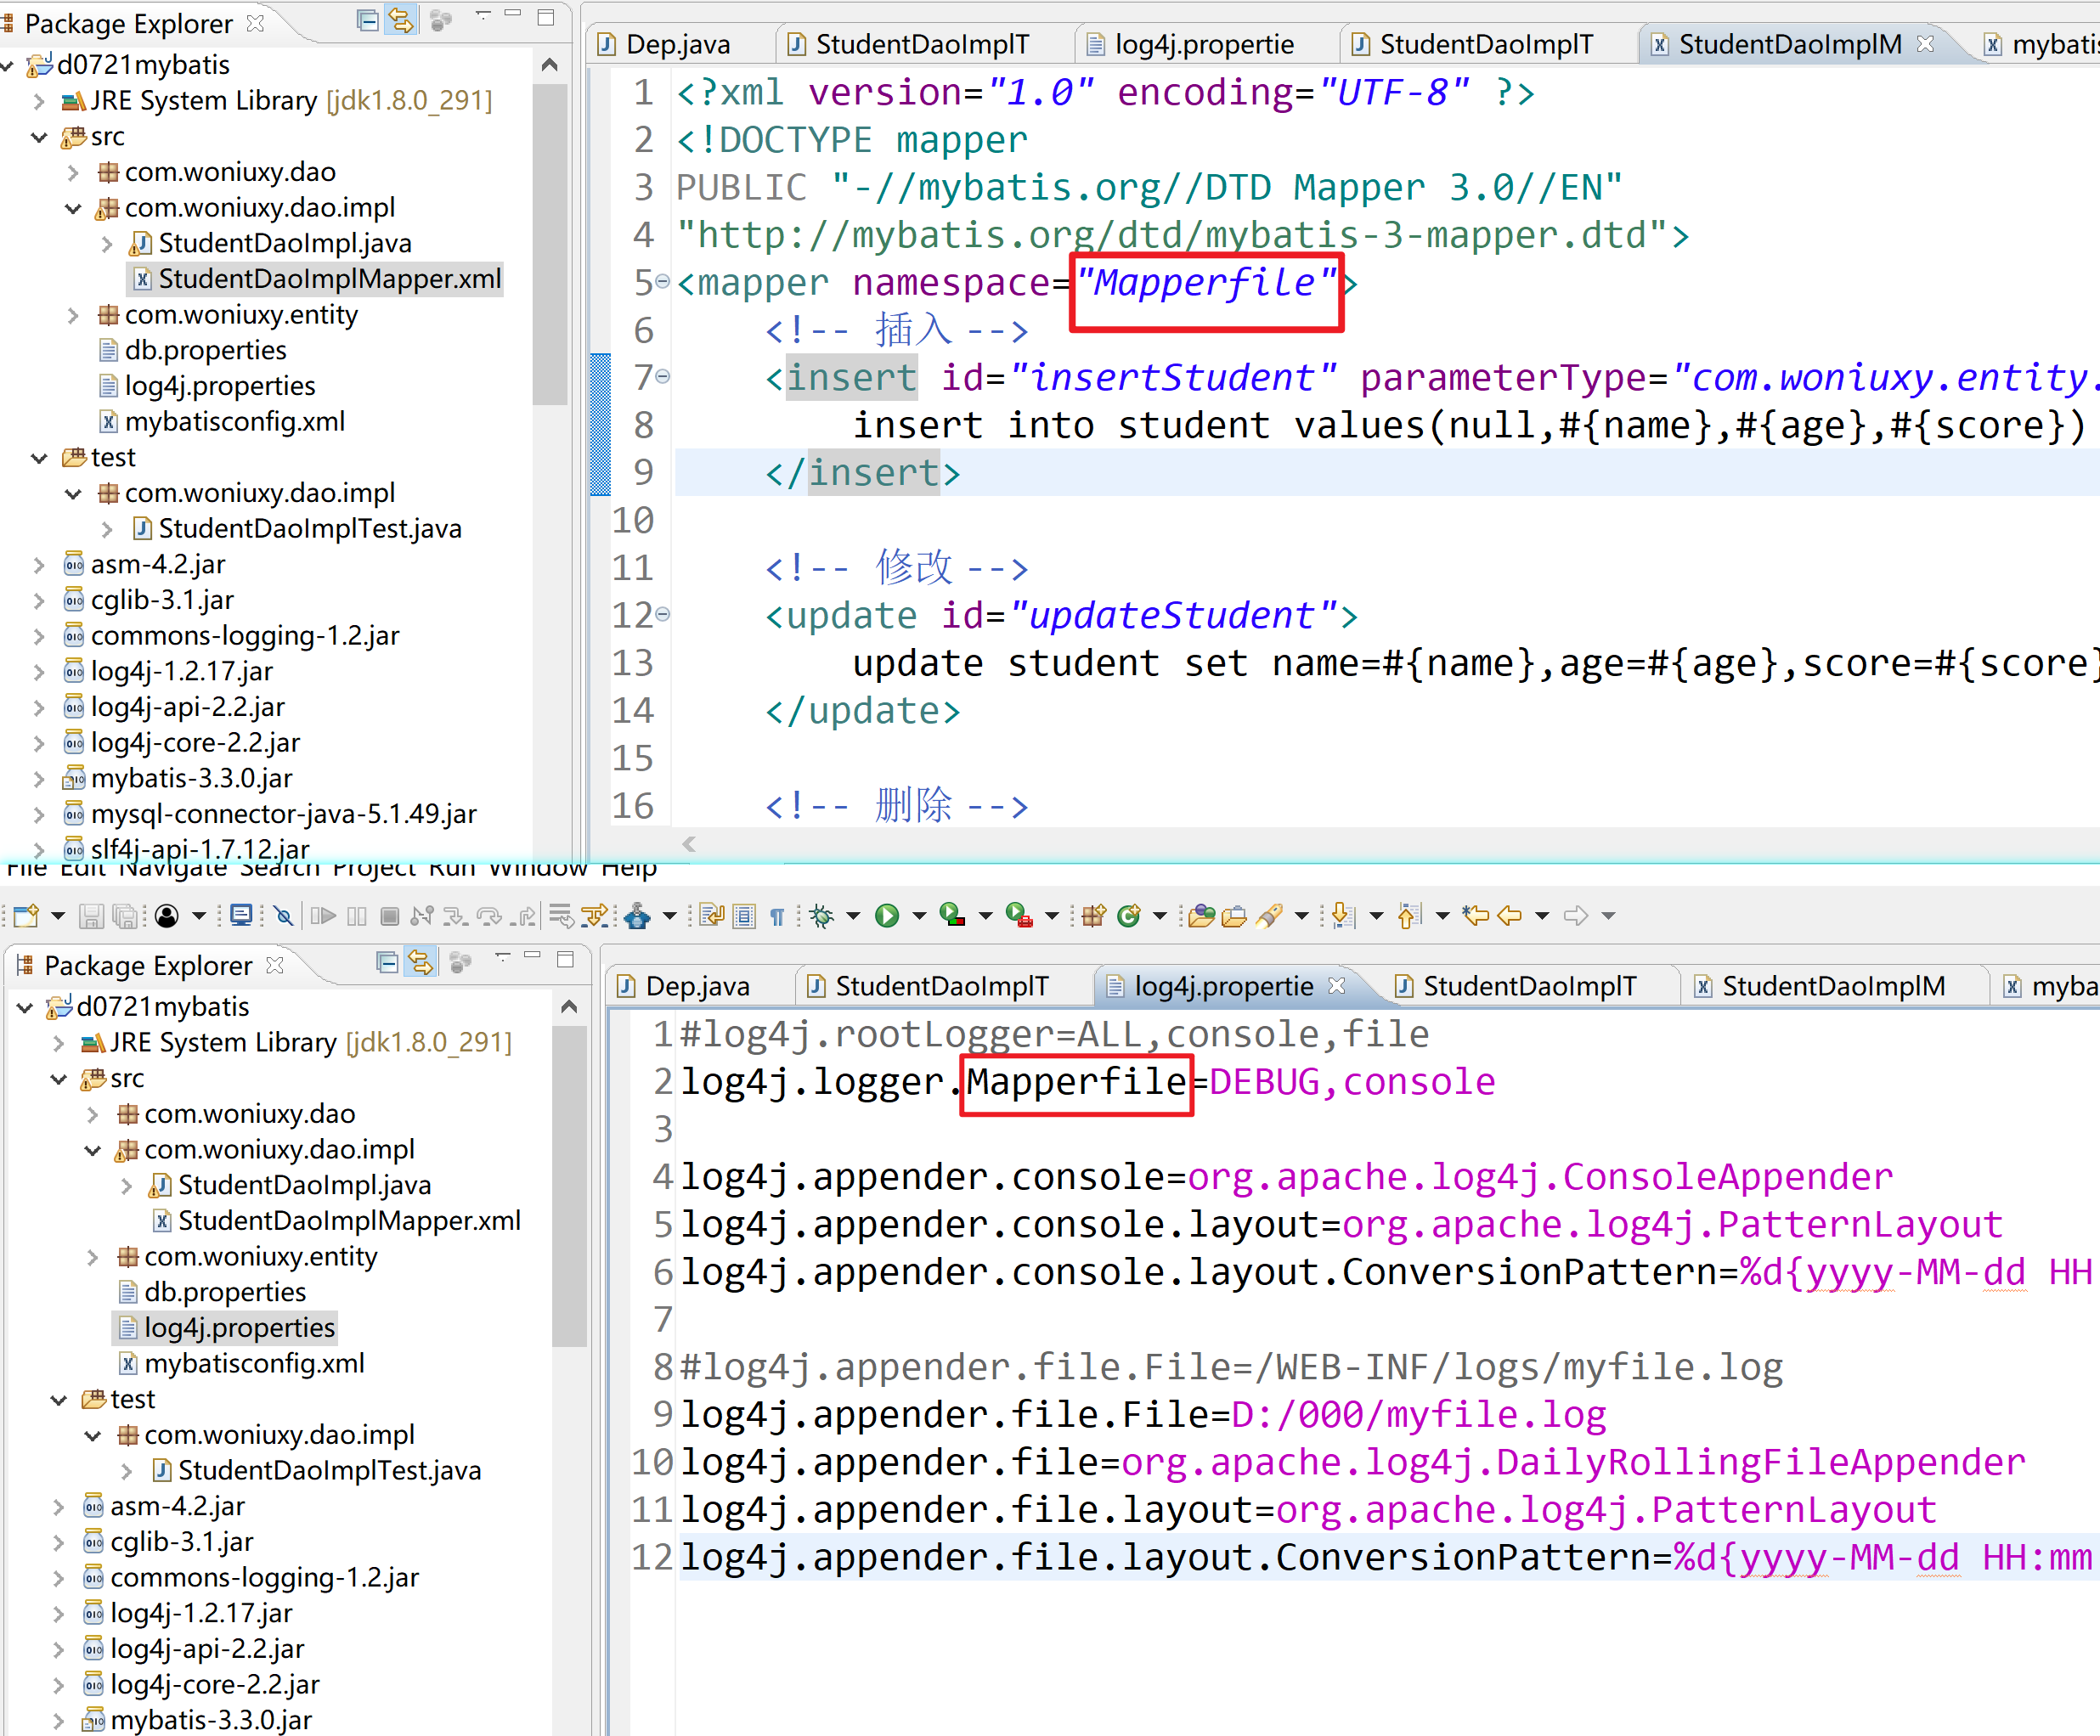 Package Explorer
d0721mybatis
JRE System Library [jdk1.8.0_291]
src
com.woniuxy.dao
com.woniuxy.dao.impl
StudentDaoImpl.java
StudentDaoImplMapper.xml
com.woniuxy.entity
db.properties
log4j.properties
mybatisconfig.xml
test
com.woniuxy.dao.impl
StudentDaoImplTest.java
asm-4.2.jar
cglib-3.1.jar
commons-logging-1.2.jar
log4j-1.2.17.jar
log4j-api-2.2.jar
log4j-core-2.2.jar
mybatis-3.3.0.jar
mysql-connector-java-5.1.49.jar
slf4j-api-1.7.12.jar
Dep.java StudentDaoImplT log4j.propertie StudentDaoImplT StudentDaoImplM mybatis
1 <?xml version="1.0" encoding="UTF-8" ?>
2 <!DOCTYPE mapper
3 PUBLIC "-//mybatis.org//DTD Mapper 3.0//EN"
4 "http://mybatis.org/dtd/mybatis-3-mapper.dtd">
5 <mapper namespace="Mapperfile">
6 <!-- 插入 -->
7 <insert id="insertStudent" parameterType="com.woniuxy.entity.
8 insert into student values(null,#{name},#{age},#{score})
9 </insert>
10
11 <!-- 修改 -->
12 <update id="updateStudent">
13 update student set name=#{name},age=#{age},score=#{score}
14 </update>
15
16 <!-- 删除 -->
File Edit Navigate Search Project Run Window Help
Package Explorer
d0721mybatis
JRE System Library [jdk1.8.0_291]
src
com.woniuxy.dao
com.woniuxy.dao.impl
StudentDaoImpl.java
StudentDaoImplMapper.xml
com.woniuxy.entity
db.properties
log4j.properties
mybatisconfig.xml
test
com.woniuxy.dao.impl
StudentDaoImplTest.java
asm-4.2.jar
cglib-3.1.jar
commons-logging-1.2.jar
log4j-1.2.17.jar
log4j-api-2.2.jar
log4j-core-2.2.jar
mybatis-3.3.0.jar
Dep.java StudentDaoImplT log4j.propertie StudentDaoImplT StudentDaoImplM myba
1 #log4j.rootLogger=ALL,console,file
2 log4j.logger.Mapperfile=DEBUG,console
3
4 log4j.appender.console=org.apache.log4j.ConsoleAppender
5 log4j.appender.console.layout=org.apache.log4j.PatternLayout
6 log4j.appender.console.layout.ConversionPattern=%d{yyyy-MM-dd HH
7
8 #log4j.appender.file.File=/WEB-INF/logs/myfile.log
9 log4j.appender.file.File=D:/000/myfile.log
10 log4j.appender.file=org.apache.log4j.DailyRollingFileAppender
11 log4j.appender.file.layout=org.apache.log4j.PatternLayout
12 log4j.appender.file.layout.ConversionPattern=%d{yyyy-MM-dd HH:mm